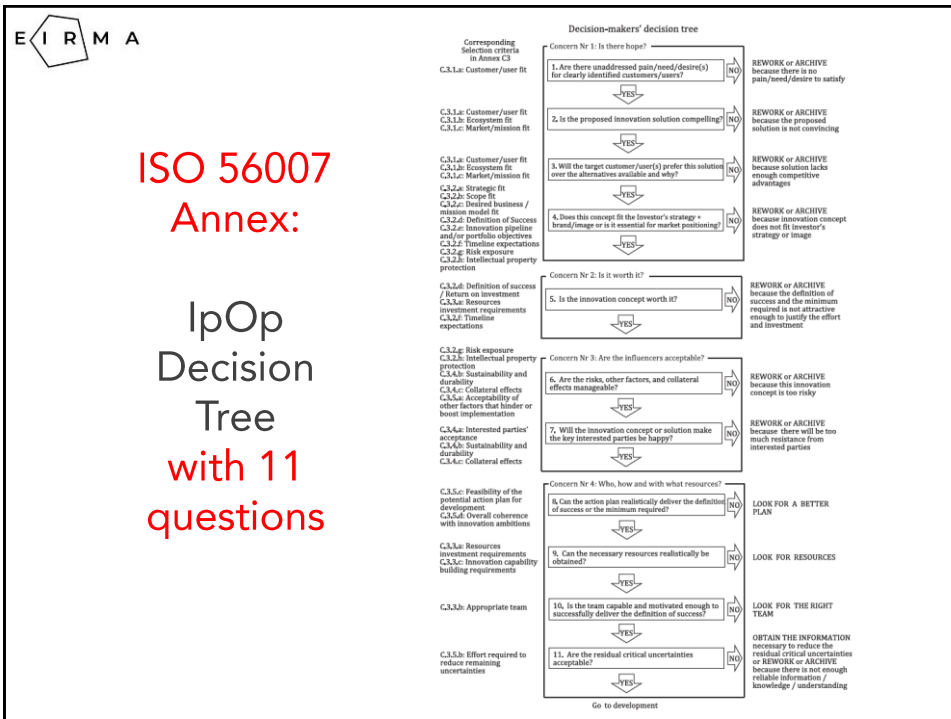 EIRMA
ISO 56007
Annex:
IpOp
Decision
Tree
with 11
questions
Decision-makers' decision tree
Corresponding
Selection criteria
in Annex C3
Concern Nr 1: Is there hope?
C.3.1.a: Customer/user fit
1. Are there unaddressed pain/need/desire(s)
for clearly identified customers/users?
NO
REWORK or ARCHIVE
because there is no
pain/need/desire to satisfy
YES
C.3.1.a: Customer/user fit
C.3.1.b: Ecosystem fit
C.3.1.c: Market/mission fit
2. Is the proposed innovation solution compelling?
NO
REWORK or ARCHIVE
because the proposed
solution is not convincing
YES
C.3.1.a: Customer/user fit
C.3.1.b: Ecosystem fit
C.3.1.c: Market/mission fit
3. Will the target customer/user(s) prefer this solution
over the alternatives available and why?
NO
REWORK or ARCHIVE
because solution lacks
enough competitive
advantages
YES
C.3.2.a: Strategic fit
C.3.2.b: Scope fit
C.3.2.c: Desired business /
mission model fit
C.3.2.d: Definition of Success
C.3.2.e: Innovation pipeline
and/or portfolio objectives
C.3.2.f: Timeline expectations
C.3.2.g: Risk exposure
C.3.2.h: Intellectual property
protection
4. Does this concept fit the Investor's strategy +
brand/image or is it essential for market positioning?
NO
REWORK or ARCHIVE
because innovation concept
does not fit investor's
strategy or image
YES
Concern Nr 2: Is it worth it?
C.3.2.d: Definition of success
/ Return on investment
C.3.3.a: Resources
investment requirements
C.3.2.f: Timeline
expectations
5. Is the innovation concept worth it?
NO
REWORK or ARCHIVE
because the definition of
success and the minimum
required is not attractive
enough to justify the effort
and investment
YES
Concern Nr 3: Are the influencers acceptable?
C.3.2.g: Risk exposure
C.3.2.h: Intellectual property
protection
C.3.4.b: Sustainability and
durability
C.3.4.c: Collateral effects
C.3.5.a: Acceptability of
other factors that hinder or
boost implementation
6. Are the risks, other factors, and collateral
effects manageable?
NO
REWORK or ARCHIVE
because this innovation
concept is too risky
YES
C.3.4.a: Interested parties'
acceptance
C.3.4.b: Sustainability and
durability
C.3.4.c: Collateral effects
7. Will the innovation concept or solution make
the key interested parties be happy?
NO
REWORK or ARCHIVE
because there will be too
much resistance from
interested parties
YES
Concern Nr 4: Who, how and with what resources?
C.3.5.c: Feasibility of the
potential action plan for
development
C.3.5.d: Overall coherence
with innovation ambitions
8. Can the action plan realistically deliver the definition
of success or the minimum required?
NO
LOOK FOR A BETTER
PLAN
YES
C.3.3.a: Resources
investment requirements
C.3.3.c: Innovation capability
building requirements
9. Can the necessary resources realistically be
obtained?
NO
LOOK FOR RESOURCES
YES
C.3.3.b: Appropriate team
10. Is the team capable and motivated enough to
successfully deliver the definition of success?
NO
LOOK FOR THE RIGHT
TEAM
YES
C.3.5.b: Effort required to
reduce remaining
uncertainties
11. Are the residual critical uncertainties
acceptable?
NO
OBTAIN THE INFORMATION
necessary to reduce the
residual critical uncertainties
or REWORK or ARCHIVE
because there is not enough
reliable information /
knowledge / understanding
YES
Go to development